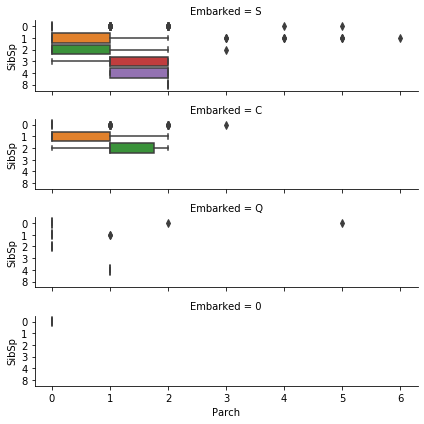 Embarked = S
SibSp
0
1
2
3
4
8
Embarked = C
SibSp
0
1
2
3
4
8
Embarked = Q
SibSp
0
1
2
3
4
8
Embarked = 0
SibSp
0
1
2
3
4
8
0 1 2 3 4 5 6
Parch